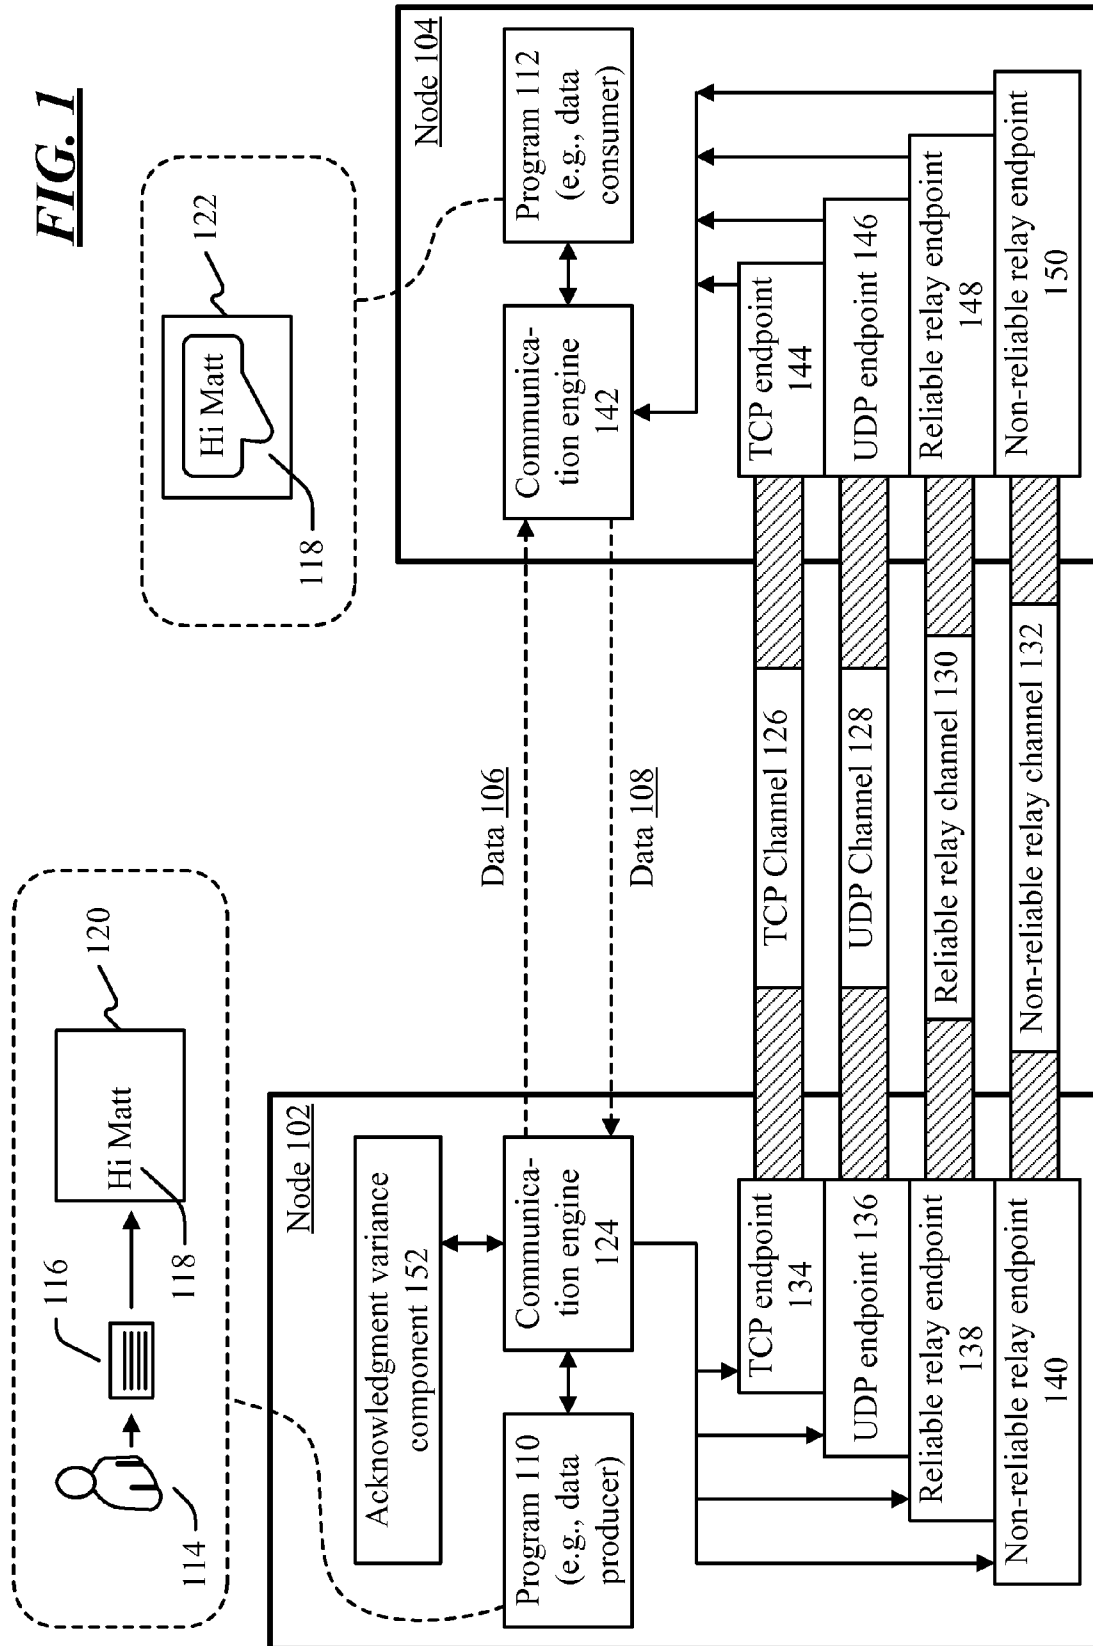 FIG. 1
114
116
118
Hi Matt
120
118
Hi Matt
122
Node 102
Acknowledgment variance
component 152
Program 110
(e.g., data
producer)
Communica-
tion engine
124
Data 106
Data 108
Node 104
Communica-
tion engine
142
Program 112
(e.g., data
consumer)
TCP endpoint
134
UDP endpoint 136
Reliable relay endpoint
138
Non-reliable relay endpoint
140
TCP Channel 126
UDP Channel 128
Reliable relay channel 130
Non-reliable relay channel 132
TCP endpoint
144
UDP endpoint 146
Reliable relay endpoint
148
Non-reliable relay endpoint
150